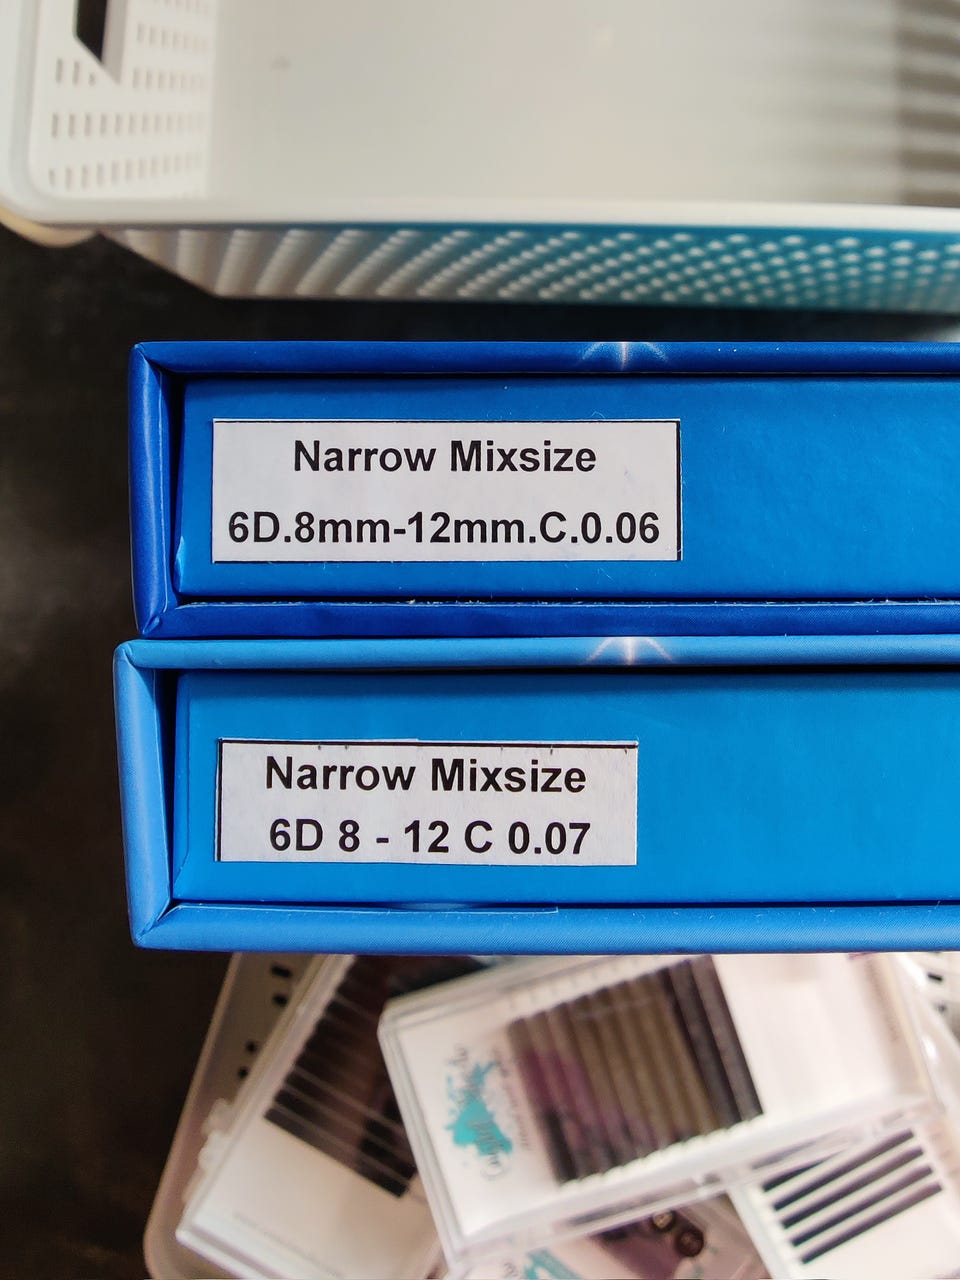 Narrow Mixsize
6D.8mm-12mm.C.0.06
Narrow Mixsize
6D 8 - 12 C 0.07